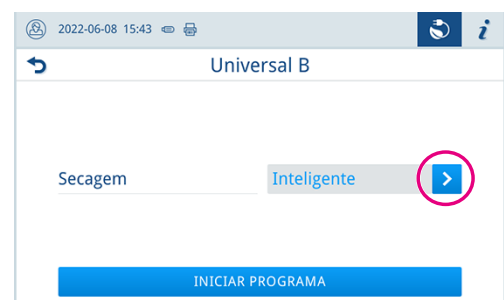 2022-06-08 15:43
i
Universal B
Secagem
Inteligente
INICIAR PROGRAMA